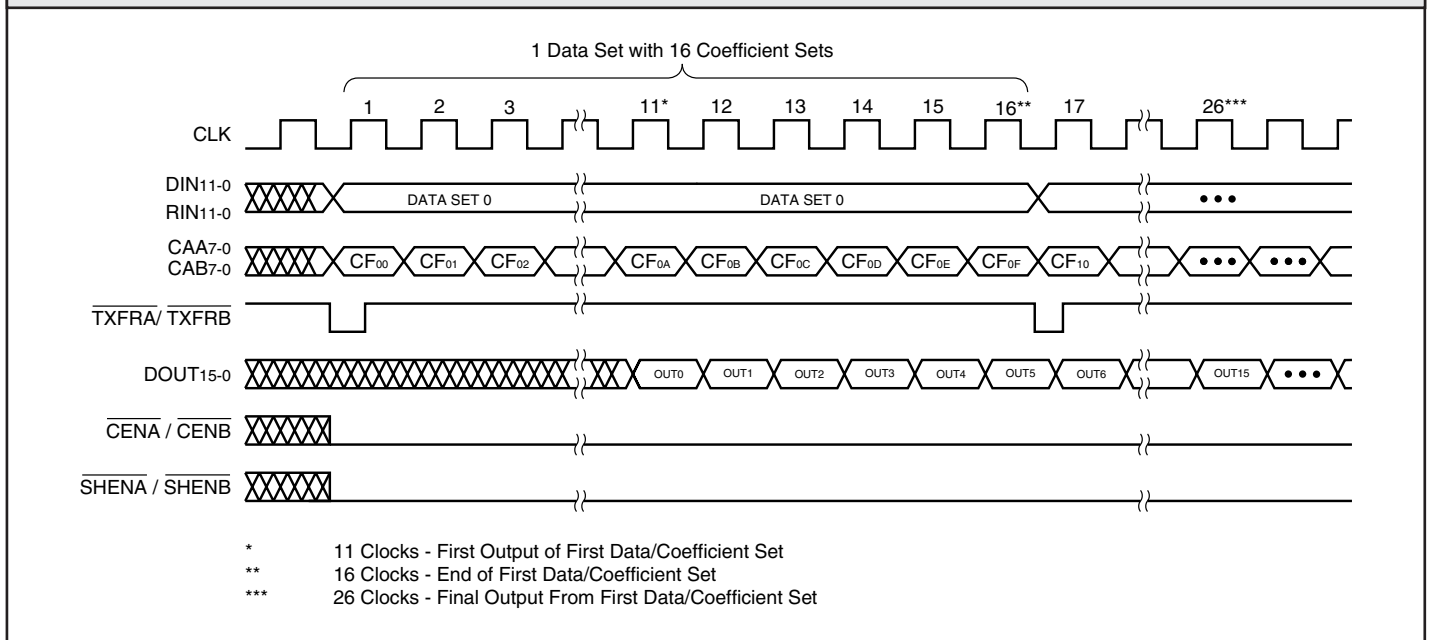 1 Data Set with 16 Coefficient Sets
1 2 3 11* 12 13 14 15 16** 17 26***
CLK
DIN11-0
RIN11-0
DATA SET 0 DATA SET 0 •••
CAA7-0
CAB7-0
CF00 CF01 CF02 CF0A CF0B CF0C CF0D CF0E CF0F CF10 ••• •••
TXFRA/ TXFRB
DOUT15-0 OUT0 OUT1 OUT2 OUT3 OUT4 OUT5 OUT6 OUT15 •••
CENA / CENB
SHENA / SHENB
* 11 Clocks - First Output of First Data/Coefficient Set
** 16 Clocks - End of First Data/Coefficient Set
*** 26 Clocks - Final Output From First Data/Coefficient Set